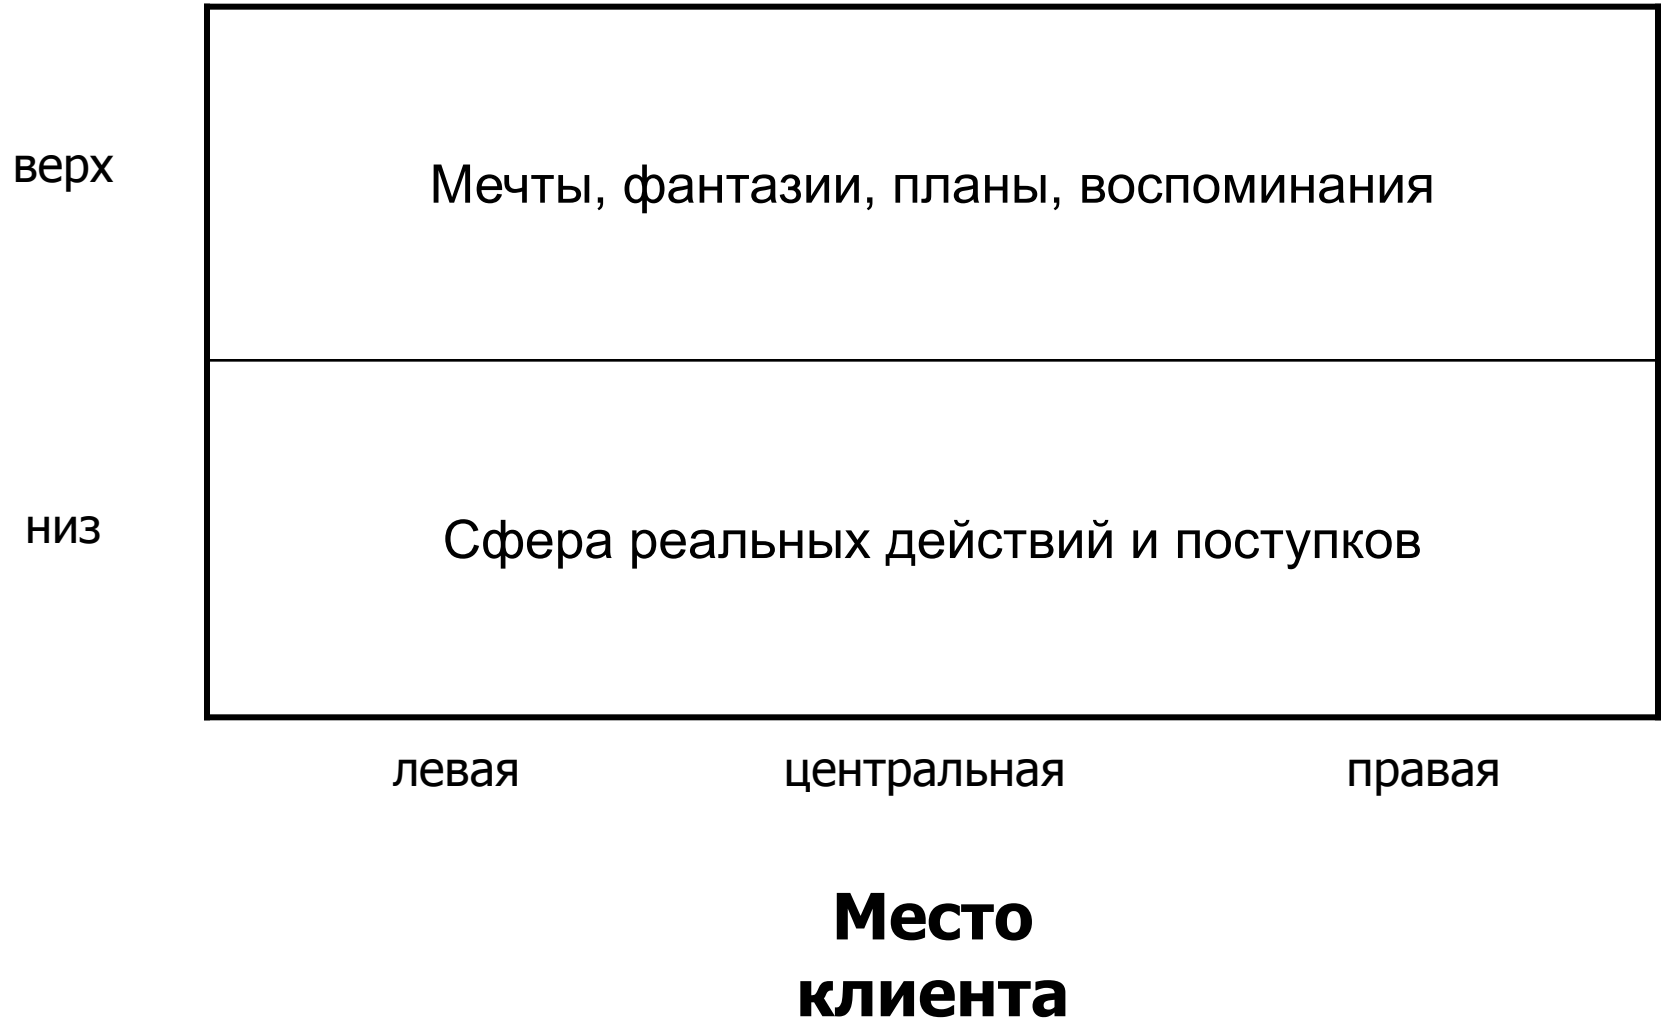 верх
Мечты, фантазии, планы, воспоминания
низ
Сфера реальных действий и поступков
левая
центральная
правая
Место
клиента